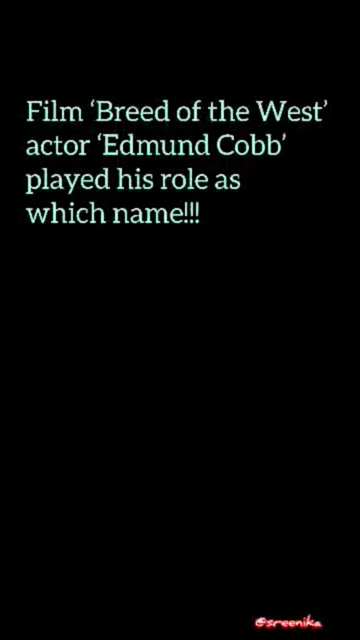 Film ‘Breed of the West’
actor ‘Edmund Cobb’
played his role as
which name!!!
@sreenika